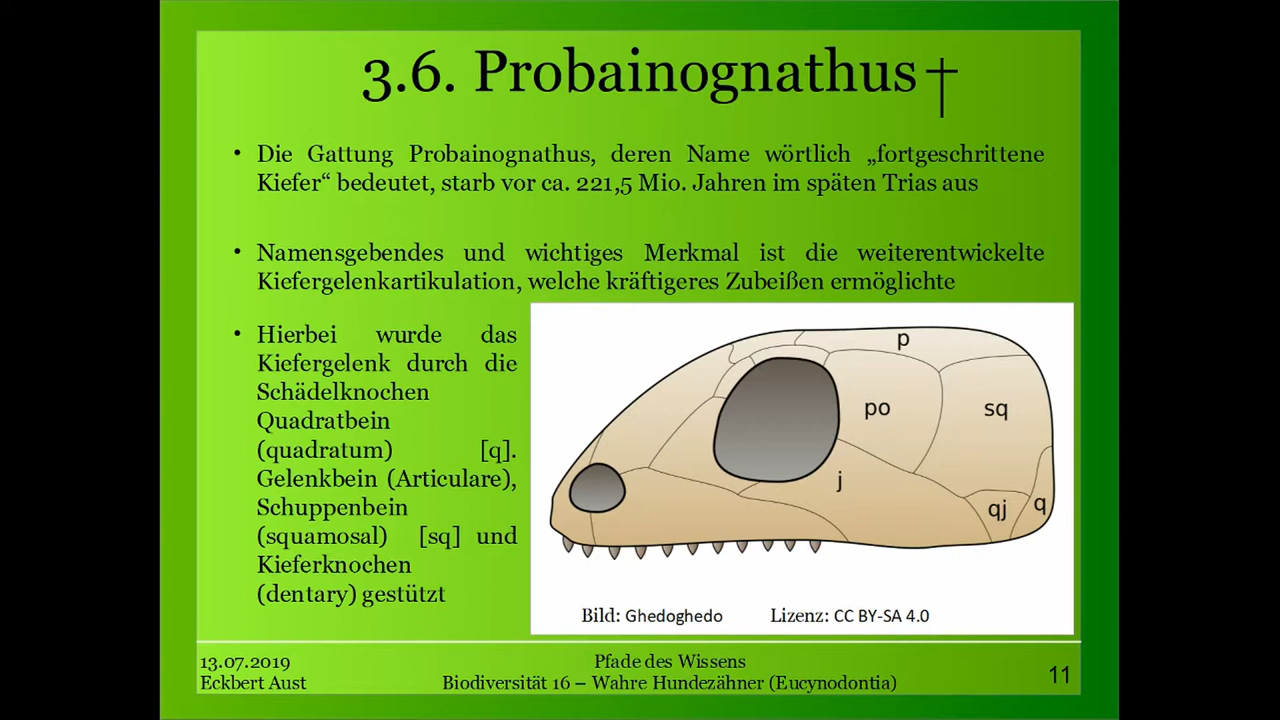 3.6. Probainognathus†
• Die Gattung Probainognathus, deren Name wörtlich „fortgeschrittene
Kiefer“ bedeutet, starb vor ca. 221,5 Mio. Jahren im späten Trias aus
• Namensgebendes und wichtiges Merkmal ist die weiterentwickelte
Kiefergelenkartikulation, welche kräftigeres Zubeißen ermöglichte
• Hierbei wurde das
Kiefergelenk durch die
Schädelknochen
Quadratbein
(quadratum) [q].
Gelenkbein (Articulare),
Schuppenbein
(squamosal) [sq] und
Kieferknochen
(dentary) gestützt
p
po
sq
j
qj
q
Bild: Ghedoghedo Lizenz: CC BY-SA 4.0
13.07.2019
Eckbert Aust
Pfade des Wissens
Biodiversität 16 – Wahre Hundezähner (Eucynodontia)
11